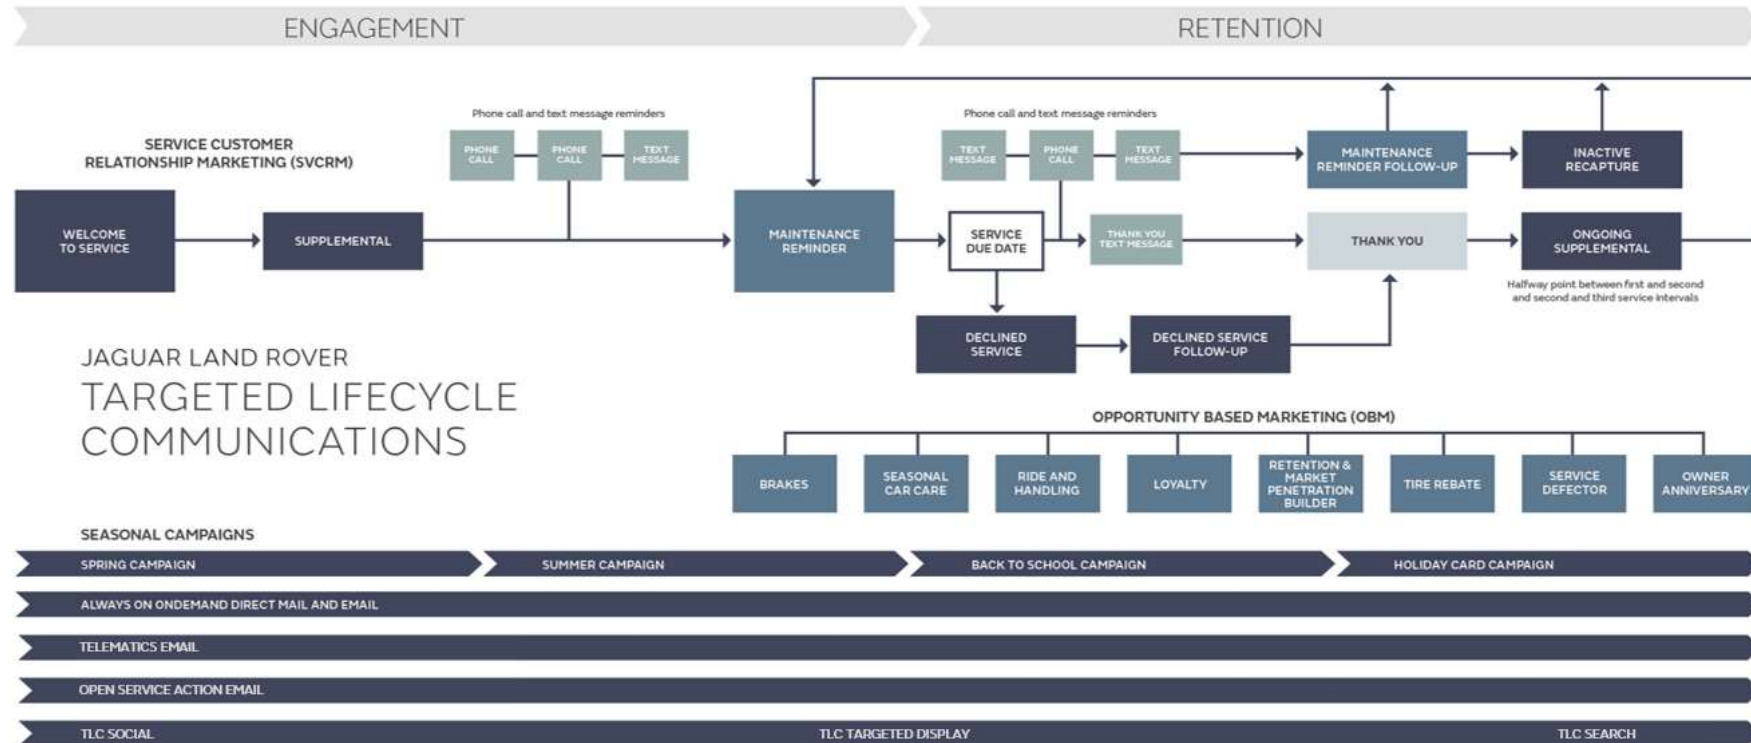 ENGAGEMENT
RETENTION
SERVICE CUSTOMER
RELATIONSHIP MARKETING (SVCRM)
Phone call and text message reminders
PHONE
CALL
PHONE
CALL
TEXT
MESSAGE
Phone call and text message reminders
TEXT
MESSAGE
PHONE
CALL
TEXT
MESSAGE
MAINTENANCE
REMINDER FOLLOW-UP
INACTIVE
RECAPTURE
WELCOME
TO SERVICE
SUPPLEMENTAL
MAINTENANCE
REMINDER
SERVICE
DUE DATE
THANK YOU
TEXT MESSAGE
THANK YOU
ONGOING
SUPPLEMENTAL
Halfway point between first and second
and second and third service intervals
DECLINED
SERVICE
DECLINED SERVICE
FOLLOW-UP
JAGUAR LAND ROVER
TARGETED LIFECYCLE
COMMUNICATIONS
OPPORTUNITY BASED MARKETING (OBM)
BRAKES
SEASONAL
CAR CARE
RIDE AND
HANDLING
LOYALTY
RETENTION &
MARKET
PENETRATION
BUILDER
TIRE REBATE
SERVICE
DEFECTOR
OWNER
ANNIVERSARY
SEASONAL CAMPAIGNS
SPRING CAMPAIGN
SUMMER CAMPAIGN
BACK TO SCHOOL CAMPAIGN
HOLIDAY CARD CAMPAIGN
ALWAYS ON ONDEMAND DIRECT MAIL AND EMAIL
TELEMATICS EMAIL
OPEN SERVICE ACTION EMAIL
TLC SOCIAL
TLC TARGETED DISPLAY
TLC SEARCH